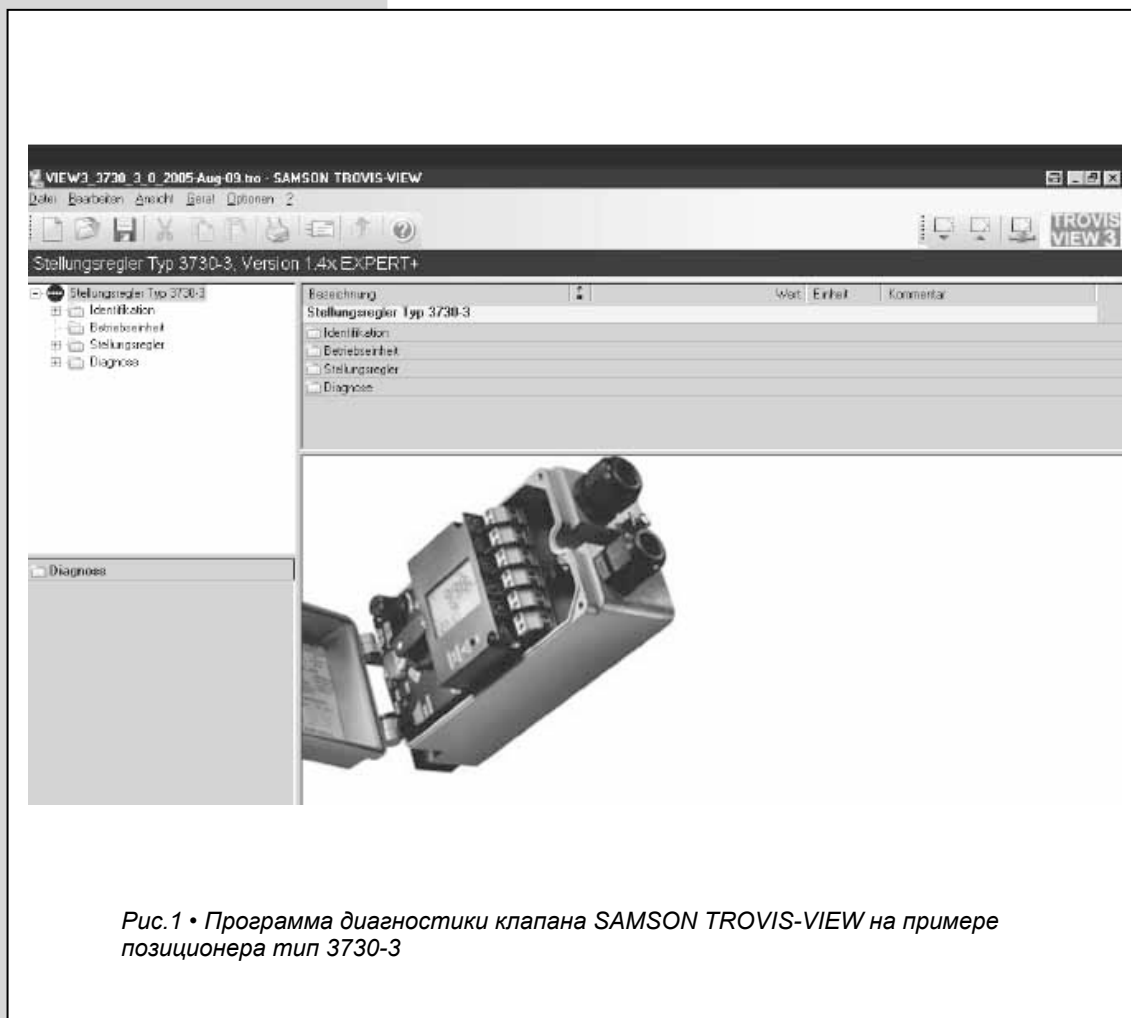 VIEW3_3730_3_0_2005-Aug-09.tro - SAMSON TROVIS-VIEW
Datei Bearbeiten Ansicht Gerät Optionen ?
TROVIS
VIEW 3
Stellungsregler Typ 3730-3, Version 1.4x EXPERT+
Stellungsregler Typ 3730-3
Identifikation
Betriebseinheit
Stellungsregler
Diagnose
Bezeichnung Wert Einheit Kommentar
Stellungsregler Typ 3730-3
Identifikation
Betriebseinheit
Stellungsregler
Diagnose
Diagnose
Рис.1 • Программа диагностики клапана SAMSON TROVIS-VIEW на примере
позиционера тип 3730-3